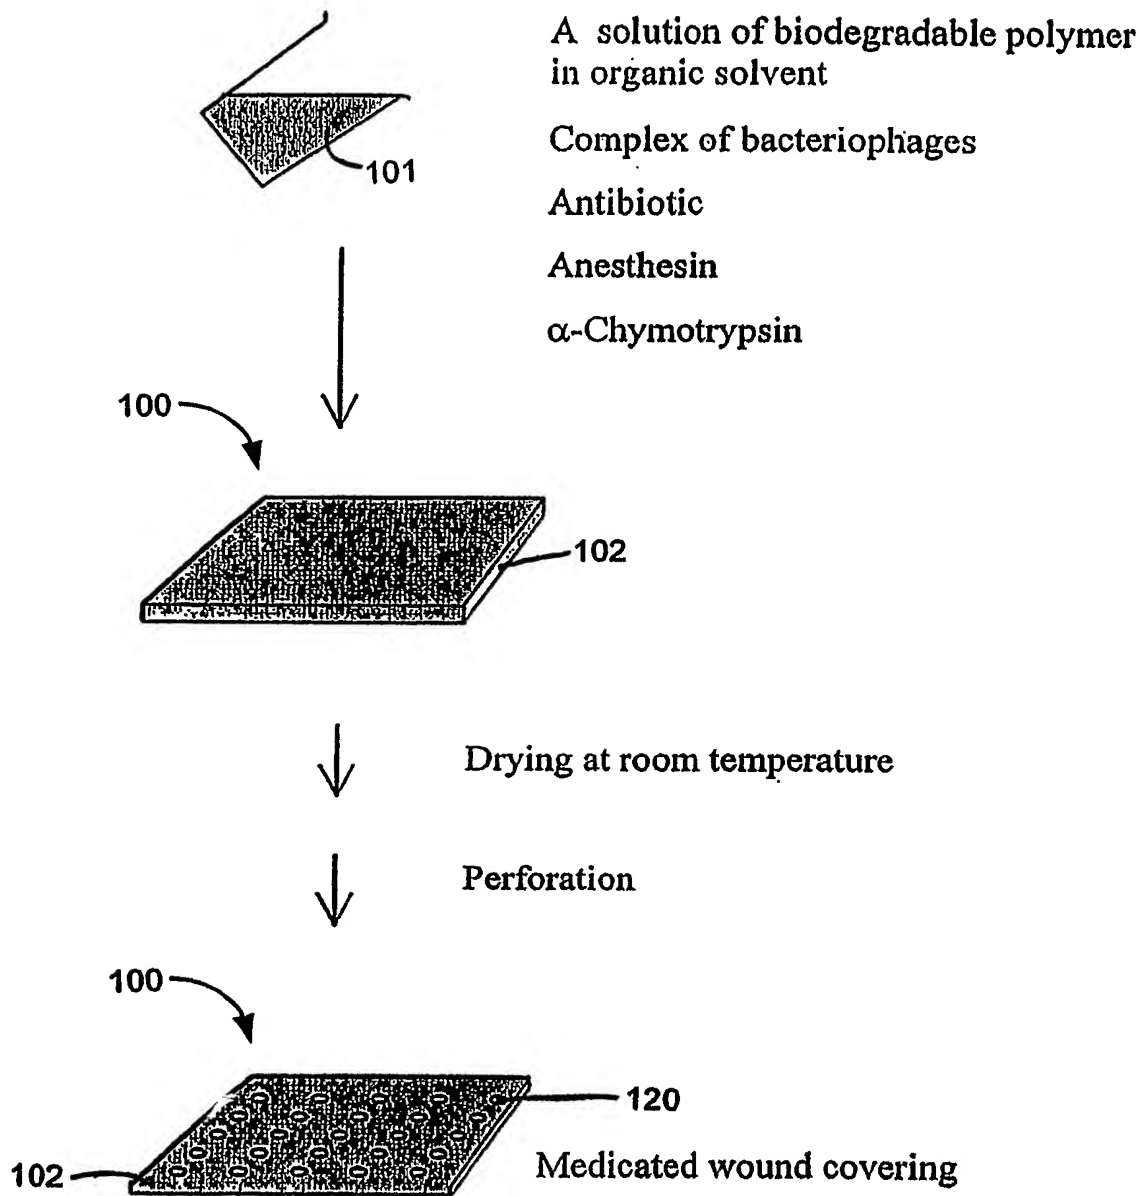 A solution of biodegradable polymer
in organic solvent
Complex of bacteriophages
101
Antibiotic
Anesthesin
α-Chymotrypsin
100
102
Drying at room temperature
Perforation
100
120
102
Medicated wound covering